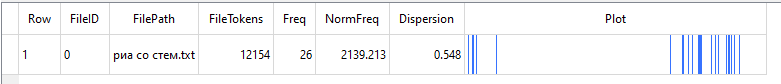 Row FileID FilePath FileTokens Freq NormFreq Dispersion Plot
1 0 риа со стем.txt 12154 26 2139.213 0.548